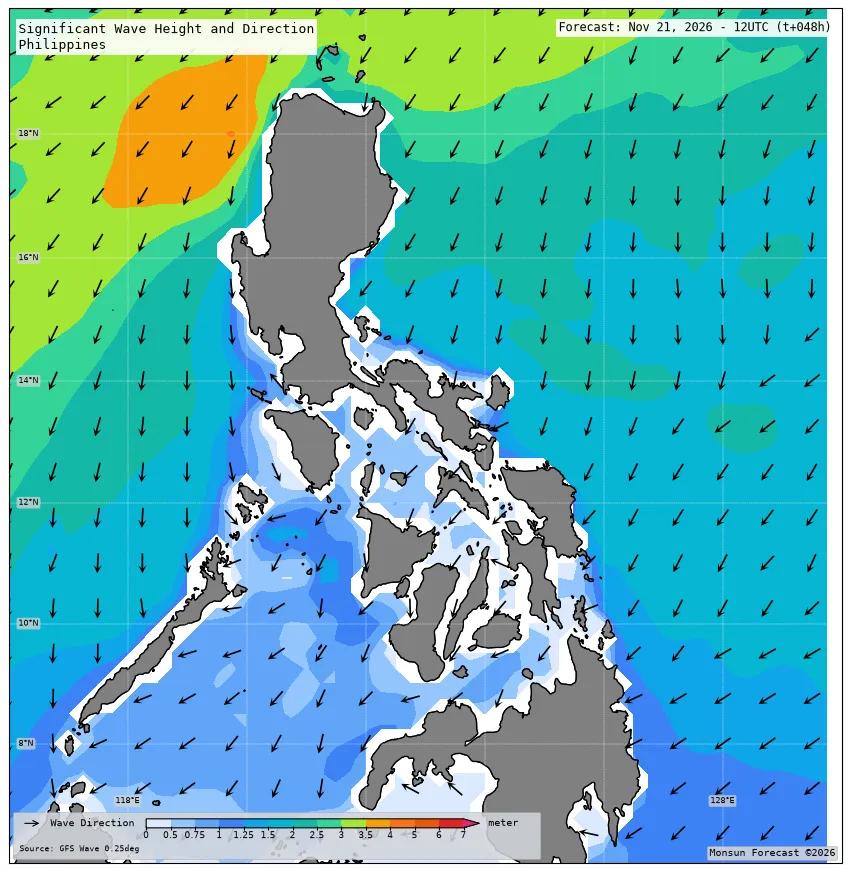 Significant Wave Height and Direction
Philippines
Forecast: Nov 21, 2026 - 12UTC (t+048h)
18°N
16°N
14°N
12°N
10°N
8°N
118°E
128°E
Wave Direction
0 0.5 0.75 1 1.25 1.5 2 2.5 3 3.5 4 5 6 7
meter
Source: GFS Wave 0.25deg
Monsun Forecast ©2026